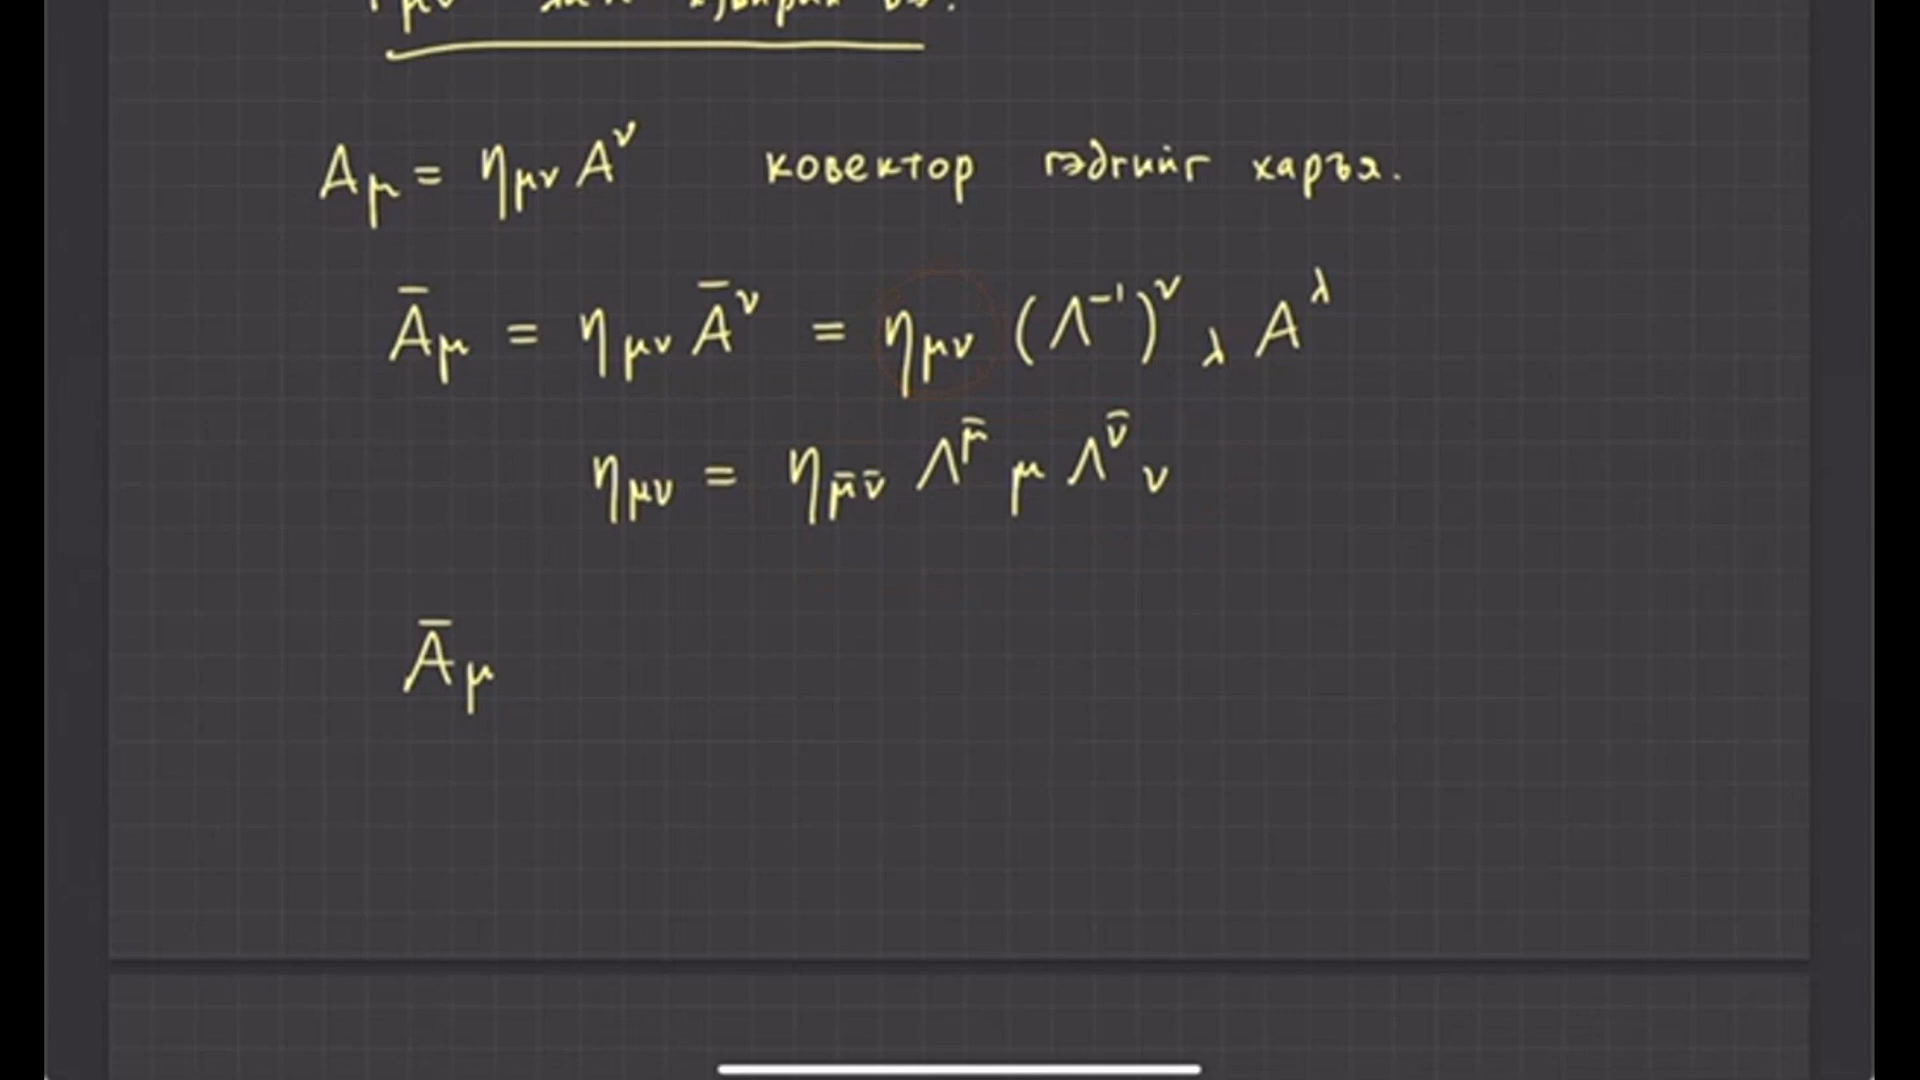 A_μ = η_μν A^ν ковектор гэдгийг харъя.
Ā_μ = η_μν Ā^ν = η_μν (Λ⁻¹)^ν_λ A^λ
η_μν = η_μ̄ν̄ Λ^μ̄_μ Λ^ν̄_ν
Ā_μ